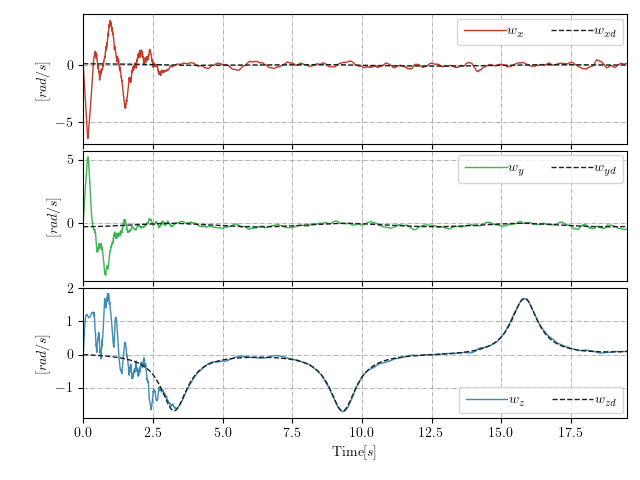 w_x w_xd
0
−5
[rad/s]
w_y w_yd
5
0
[rad/s]
2
1
0
−1
[rad/s]
w_z w_zd
0.0 2.5 5.0 7.5 10.0 12.5 15.0 17.5
Time[s]